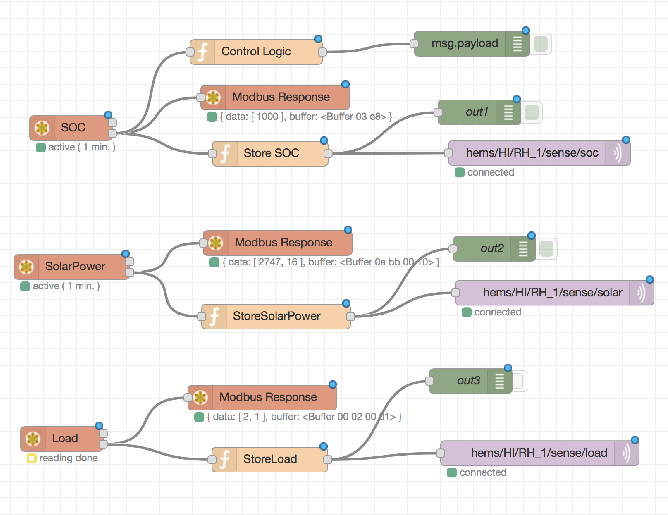 Control Logic
msg.payload
Modbus Response
{ data: [ 1000 ], buffer: <Buffer 03 e8> }
out1
SOC
active ( 1 min. )
Store SOC
hems/HI/RH_1/sense/soc
connected
Modbus Response
{ data: [ 2747, 16 ], buffer: <Buffer 0a bb 00 10> }
out2
SolarPower
active ( 1 min. )
hems/HI/RH_1/sense/solar
connected
StoreSolarPower
out3
Modbus Response
{ data: [ 2, 1 ], buffer: <Buffer 00 02 00 01> }
Load
reading done
StoreLoad
hems/HI/RH_1/sense/load
connected